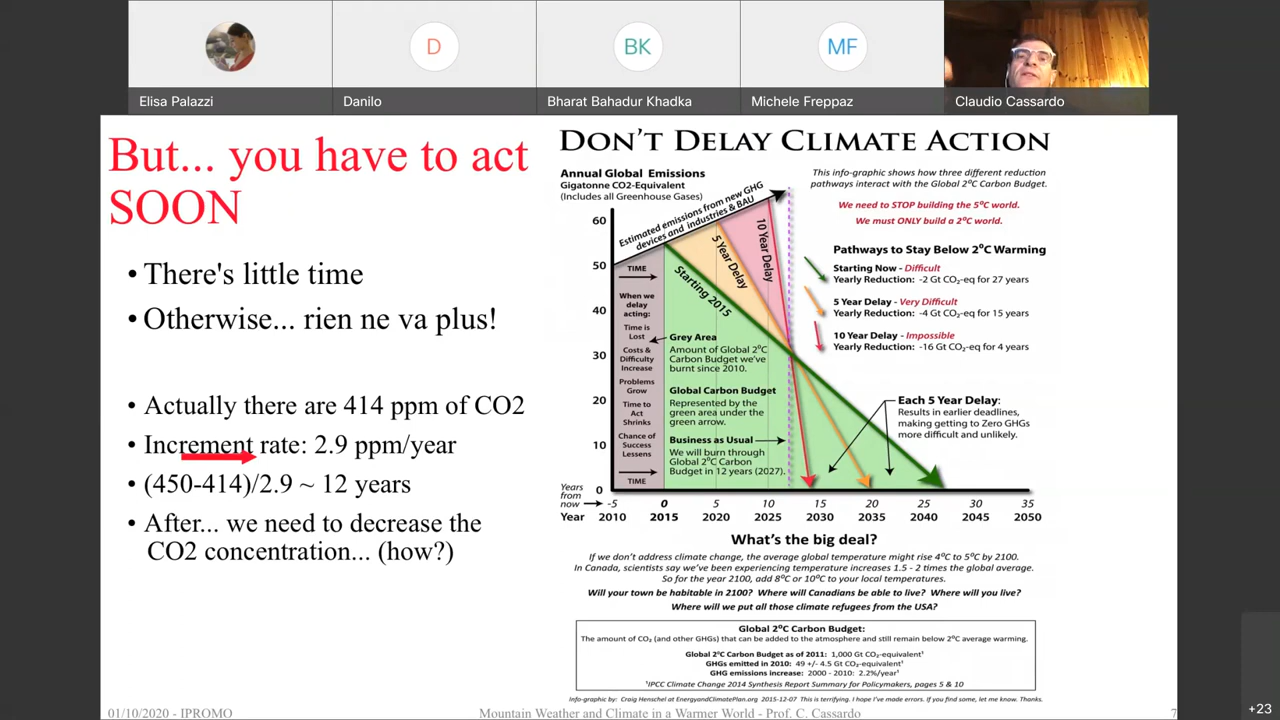 D
BK
MF
Elisa Palazzi
Danilo
Bharat Bahadur Khadka
Michele Freppaz
Claudio Cassardo
But... you have to act
SOON
• There's little time
• Otherwise... rien ne va plus!
• Actually there are 414 ppm of CO2
• Increment rate: 2.9 ppm/year
• (450-414)/2.9 ~ 12 years
• After... we need to decrease the
CO2 concentration... (how?)
DON'T DELAY CLIMATE ACTION
Annual Global Emissions
Gigatonne CO2-Equivalent
(Includes all Greenhouse Gases)
This info-graphic shows how three different reduction
pathways interact with the Global 2ºC Carbon Budget.
We need to STOP building the 5ºC world.
We must ONLY build a 2ºC world.
Estimated emissions from new GHG
devices and industries & BAU
5 Year Delay
10 Year Delay
Starting 2015
60
50
40
30
20
10
0
TIME
When we
delay
acting:
Time is
Lost
Costs &
Difficulty
Increase
Problems
Grow
Time to
Act
Shrinks
Chance of
Success
Lessens
TIME
Grey Area
Amount of Global 2ºC
Carbon Budget we've
burnt since 2010.
Global Carbon Budget
Represented by the
green area under the
green arrow.
Business as Usual
We will burn through
Global 2ºC Carbon
Budget in 12 years (2027).
Pathways to Stay Below 2ºC Warming
Starting Now - Difficult
Yearly Reduction: -2 Gt CO₂-eq for 27 years
5 Year Delay - Very Difficult
Yearly Reduction: -4 Gt CO₂-eq for 15 years
10 Year Delay - Impossible
Yearly Reduction: -16 Gt CO₂-eq for 4 years
Each 5 Year Delay:
Results in earlier deadlines,
making getting to Zero GHGs
more difficult and unlikely.
Years
from
now
-5 0 5 10 15 20 25 30 35
Year 2010 2015 2020 2025 2030 2035 2040 2045 2050
What's the big deal?
If we don't address climate change, the average global temperature might rise 4ºC to 5ºC by 2100.
In Canada, scientists say we've been experiencing temperature increases 1.5 - 2 times the global average.
So for the year 2100, add 8ºC or 10ºC to your local temperatures.
Will your town be habitable in 2100? Where will Canadians be able to live? Where will you live?
Where will we put all those climate refugees from the USA?
Global 2ºC Carbon Budget:
The amount of CO₂ (and other GHGs) that can be added to the atmosphere and still remain below 2ºC average warming.
Global 2ºC Carbon Budget as of 2011: 1,000 Gt CO₂-equivalent¹
GHGs emitted in 2010: 49 +/- 4.5 Gt CO₂-equivalent¹
GHG emissions increase: 2000 - 2010: 2.2%/year¹
¹IPCC Climate Change 2014 Synthesis Report Summary for Policymakers, pages 5 & 10
Info-graphic by: Craig Henschel at EnergyandClimatePlan.org 2015-12-07 This is terrifying. I hope I've made errors. If you find some, let me know. Thanks.
01/10/2020 - IPROMO
Mountain Weather and Climate in a Warmer World - Prof. C. Cassardo
7
+23